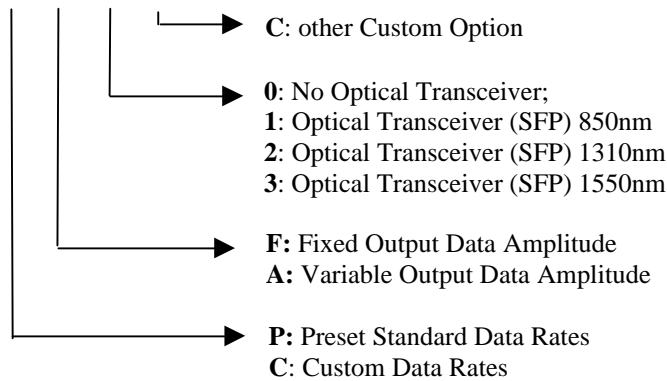 C: other Custom Option
0: No Optical Transceiver;
1: Optical Transceiver (SFP) 850nm
2: Optical Transceiver (SFP) 1310nm
3: Optical Transceiver (SFP) 1550nm
F: Fixed Output Data Amplitude
A: Variable Output Data Amplitude
P: Preset Standard Data Rates
C: Custom Data Rates